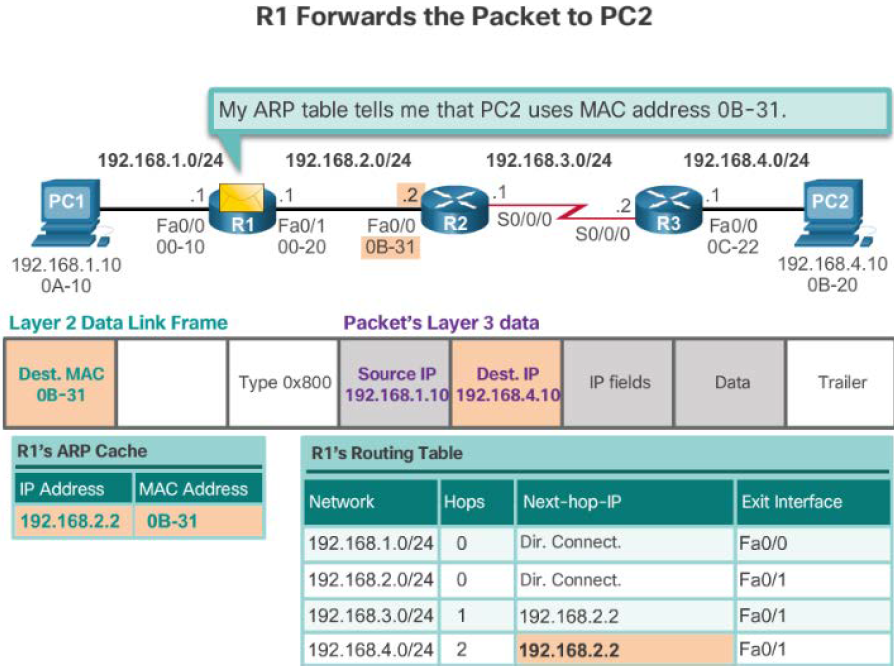 R1 Forwards the Packet to PC2
My ARP table tells me that PC2 uses MAC address 0B-31.
192.168.1.0/24 192.168.2.0/24 192.168.3.0/24 192.168.4.0/24
PC1 .1 R1 .1 .2 R2 .1 .2 R3 .1 PC2
Fa0/0 Fa0/1 Fa0/0 S0/0/0 S0/0/0 Fa0/0
00-10 00-20 0B-31 0C-22
192.168.1.10 192.168.4.10
0A-10 0B-20
Layer 2 Data Link Frame Packet's Layer 3 data
Dest. MAC Type 0x800 Source IP Dest. IP IP fields Data Trailer
0B-31 192.168.1.10 192.168.4.10
R1's ARP Cache
IP Address MAC Address
192.168.2.2 0B-31
R1's Routing Table
Network Hops Next-hop-IP Exit Interface
192.168.1.0/24 0 Dir. Connect. Fa0/0
192.168.2.0/24 0 Dir. Connect. Fa0/1
192.168.3.0/24 1 192.168.2.2 Fa0/1
192.168.4.0/24 2 192.168.2.2 Fa0/1